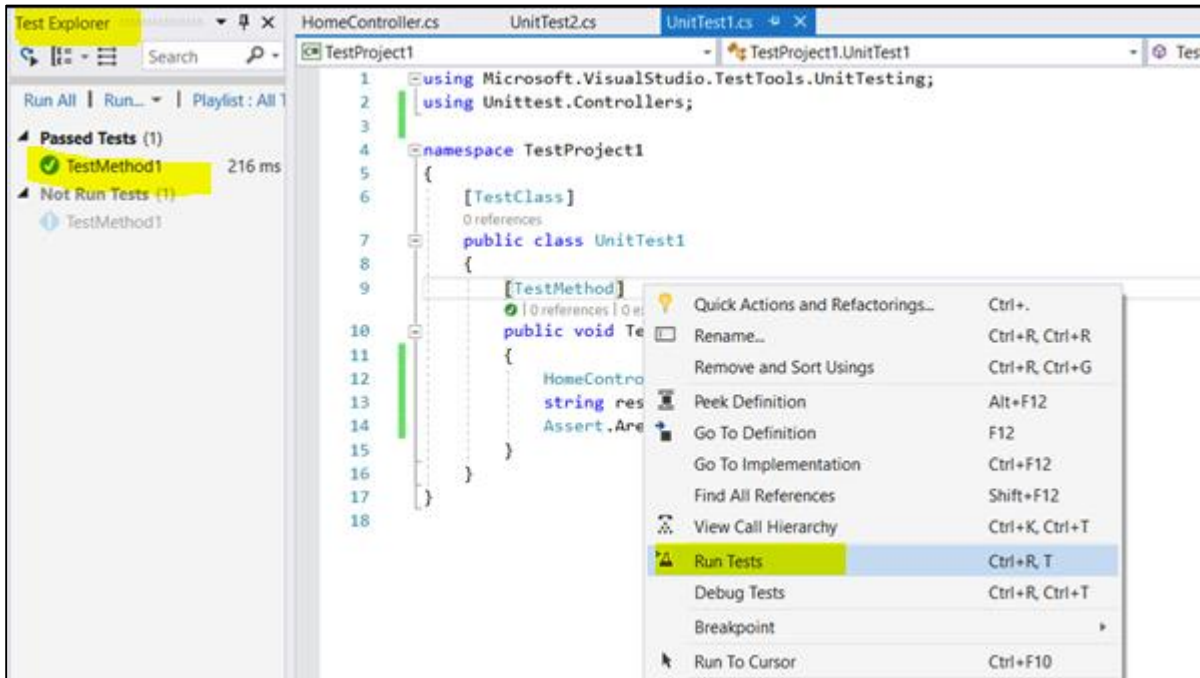 Test Explorer
Search
Run All | Run... | Playlist : All T
Passed Tests (1)
TestMethod1 216 ms
Not Run Tests (1)
TestMethod1
HomeController.cs UnitTest2.cs UnitTest1.cs
TestProject1 TestProject1.UnitTest1 Tes
1 using Microsoft.VisualStudio.TestTools.UnitTesting;
2 using Unittest.Controllers;
3
4 namespace TestProject1
5 {
6 [TestClass]
0 references
7 public class UnitTest1
8 {
9 [TestMethod]
| 0 references | 0 e
10 public void Te
11 {
12 HomeContro
13 string res
14 Assert.Are
15 }
16 }
17 }
18
Quick Actions and Refactorings... Ctrl+.
Rename... Ctrl+R, Ctrl+R
Remove and Sort Usings Ctrl+R, Ctrl+G
Peek Definition Alt+F12
Go To Definition F12
Go To Implementation Ctrl+F12
Find All References Shift+F12
View Call Hierarchy Ctrl+K, Ctrl+T
Run Tests Ctrl+R, T
Debug Tests Ctrl+R, Ctrl+T
Breakpoint
Run To Cursor Ctrl+F10